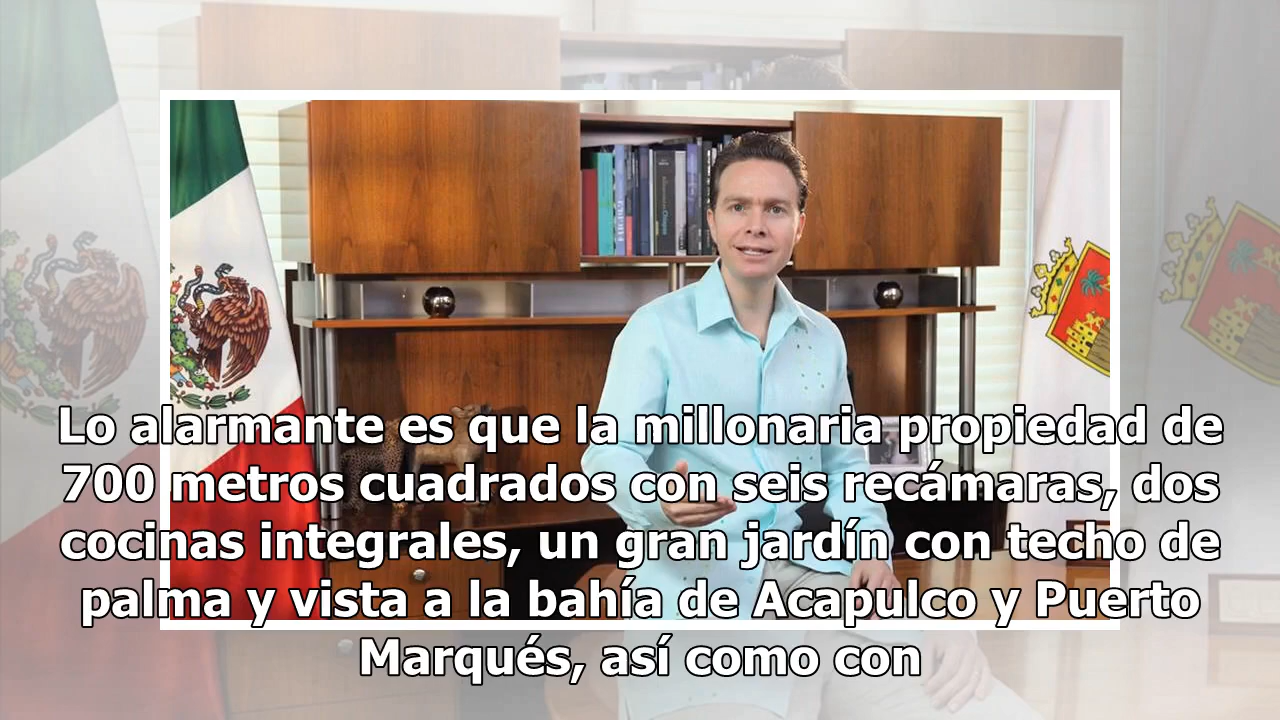 Lo alarmante es que la millonaria propiedad de
700 metros cuadrados con seis recámaras, dos
cocinas integrales, un gran jardín con techo de
palma y vista a la bahía de Acapulco y Puerto
Marqués, así como con